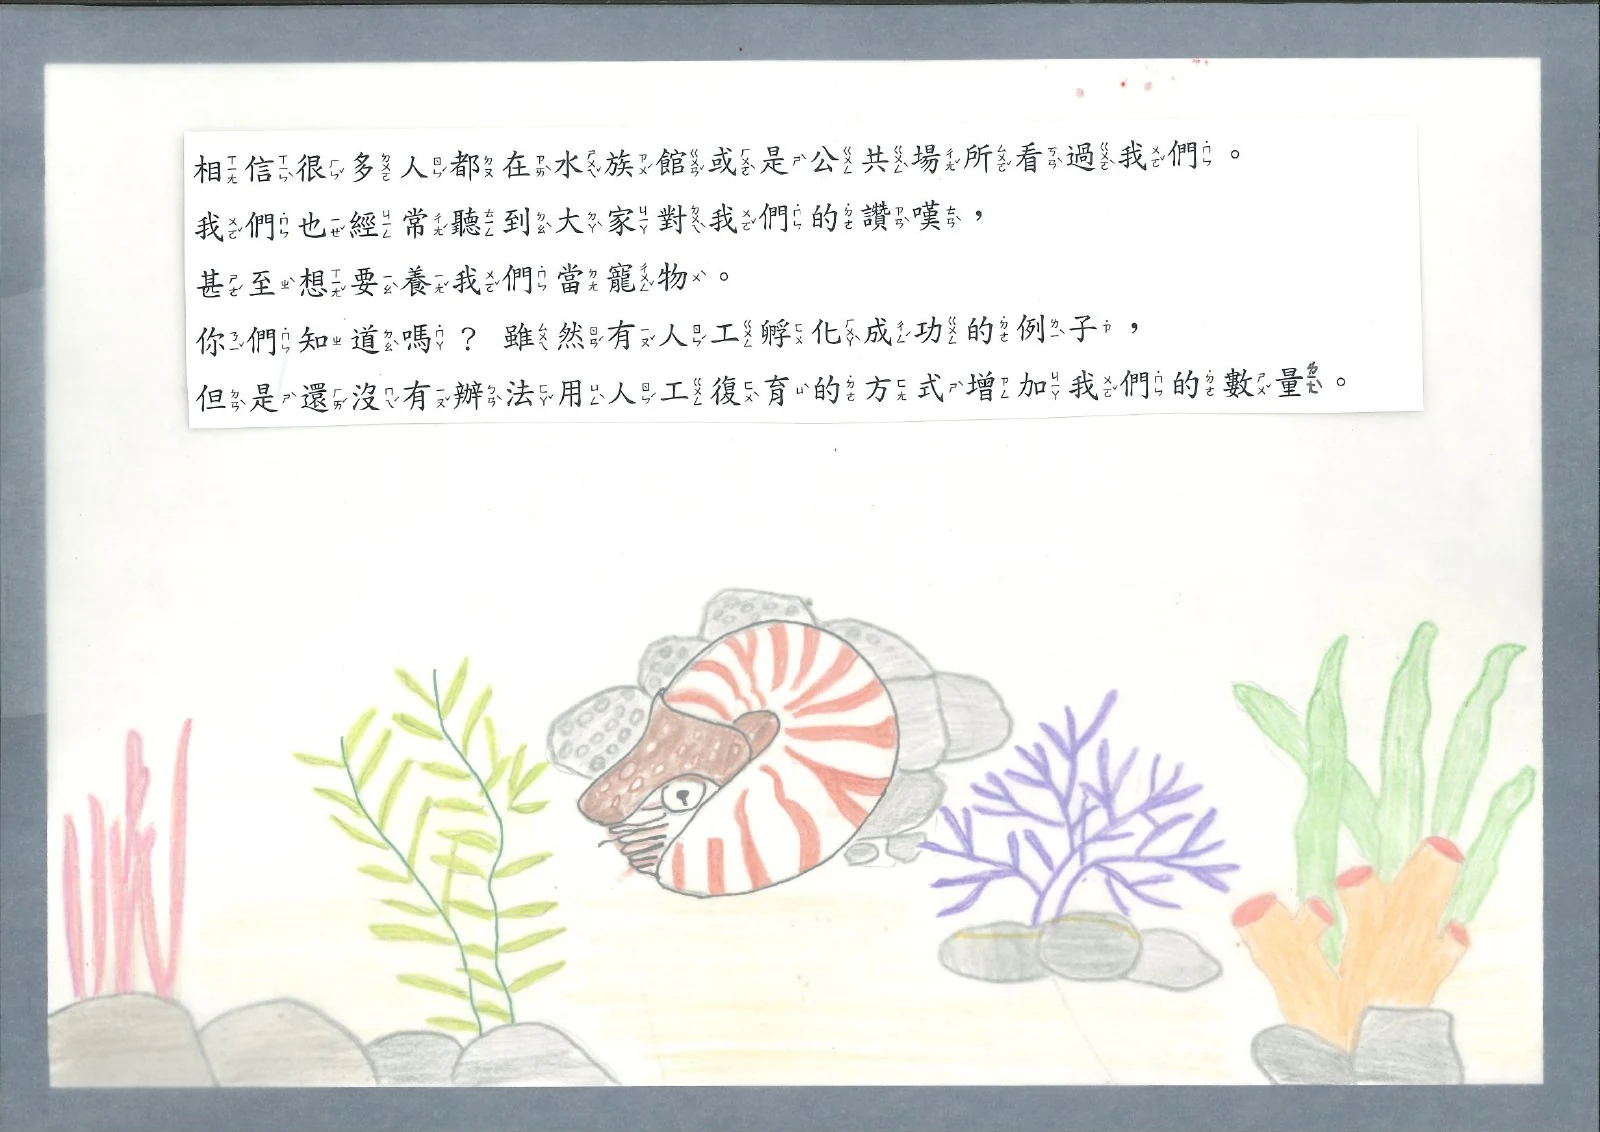 相信很多人都在水族館或是公共場所看過我們。
我們也經常聽到大家對我們的讚嘆，
甚至想要養我們當寵物。
你們知道嗎？ 雖然有人工孵化成功的例子，
但是還沒有辦法用人工復育的方式增加我們的數量。